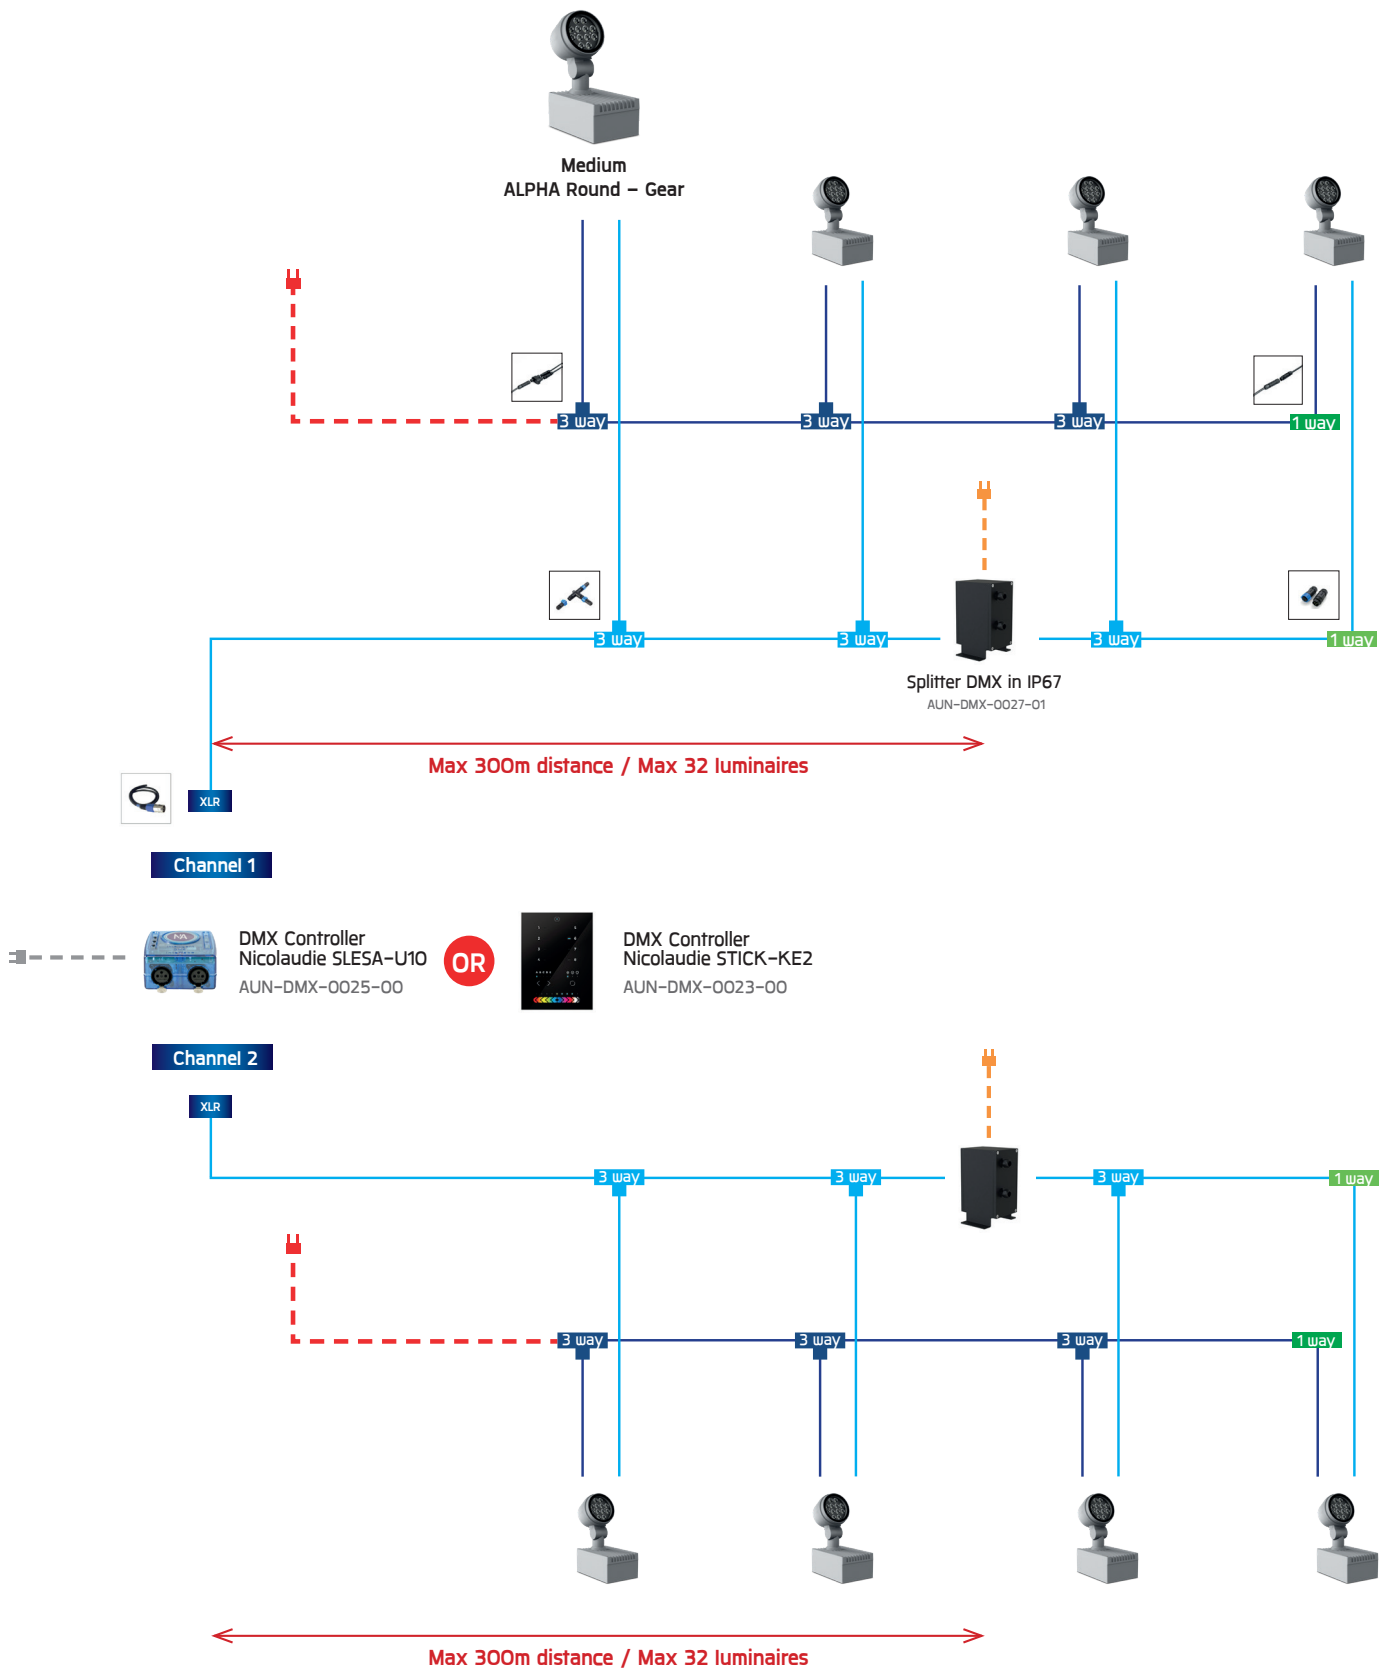 Medium
ALPHA Round – Gear
3 way
3 way
3 way
1 way
3 way
3 way
3 way
1 way
Splitter DMX in IP67
AUN-DMX-0027-01
Max 300m distance / Max 32 luminaires
XLR
Channel 1
DMX Controller
Nicolaudie SLESA-U10
AUN-DMX-0025-00
OR
DMX Controller
Nicolaudie STICK-KE2
AUN-DMX-0023-00
Channel 2
XLR
3 way
3 way
3 way
1 way
3 way
3 way
3 way
1 way
Max 300m distance / Max 32 luminaires